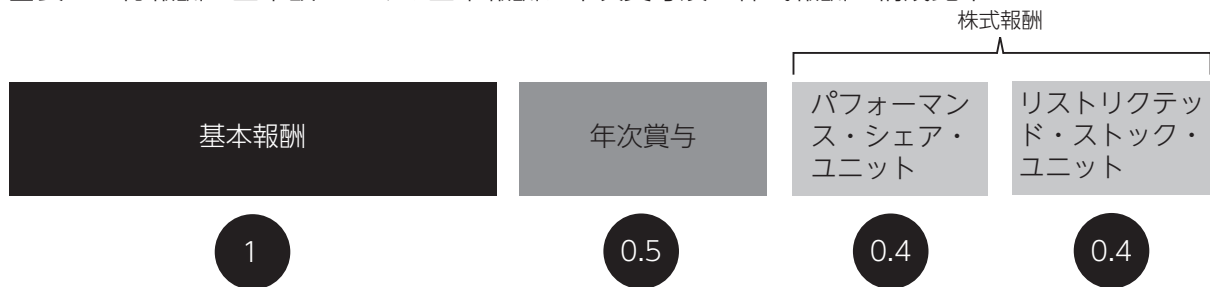 株式報酬
基本報酬
年次賞与
パフォーマン
ス・シェア・
ユニット
リストリクテッ
ド・ストック・
ユニット
1
0.5
0.4
0.4